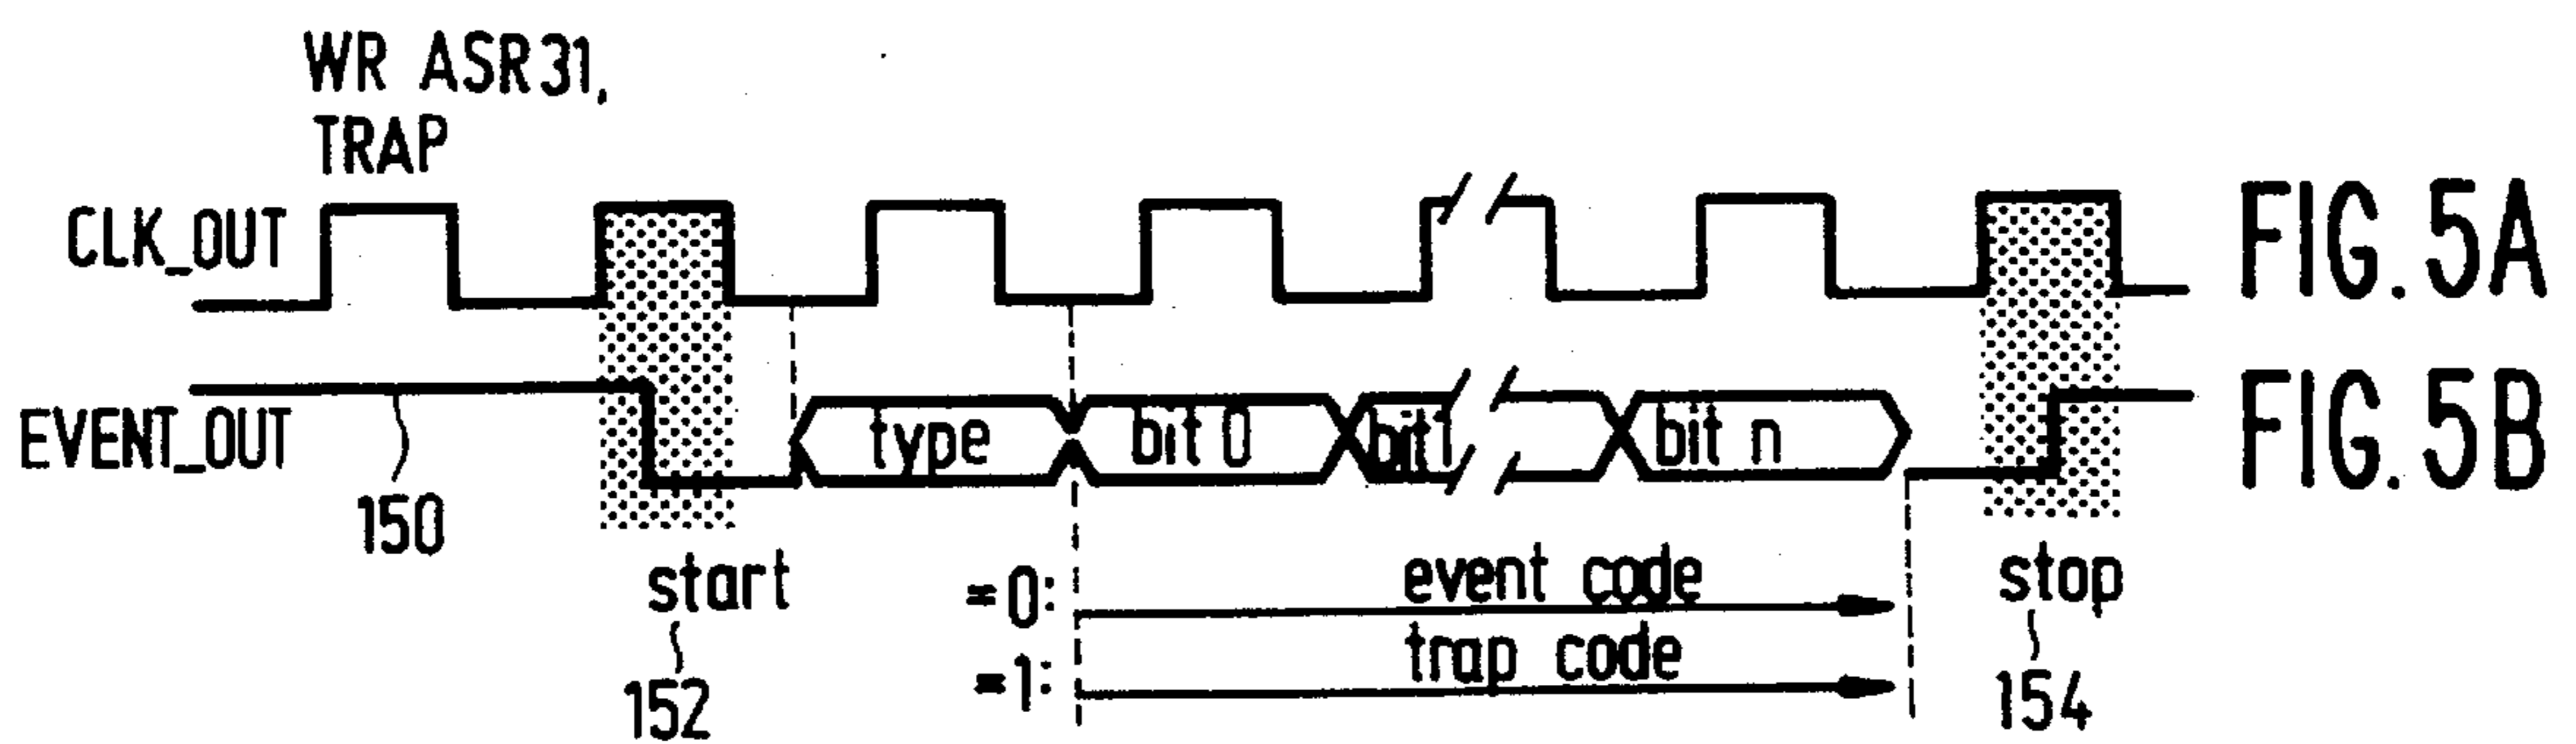 WR ASR31,
TRAP
CLK_OUT
FIG. 5A
EVENT_OUT
type
bit 0
bit1
bit n
FIG. 5B
150
start
=0:
event code
stop
=1:
trap code
152
154